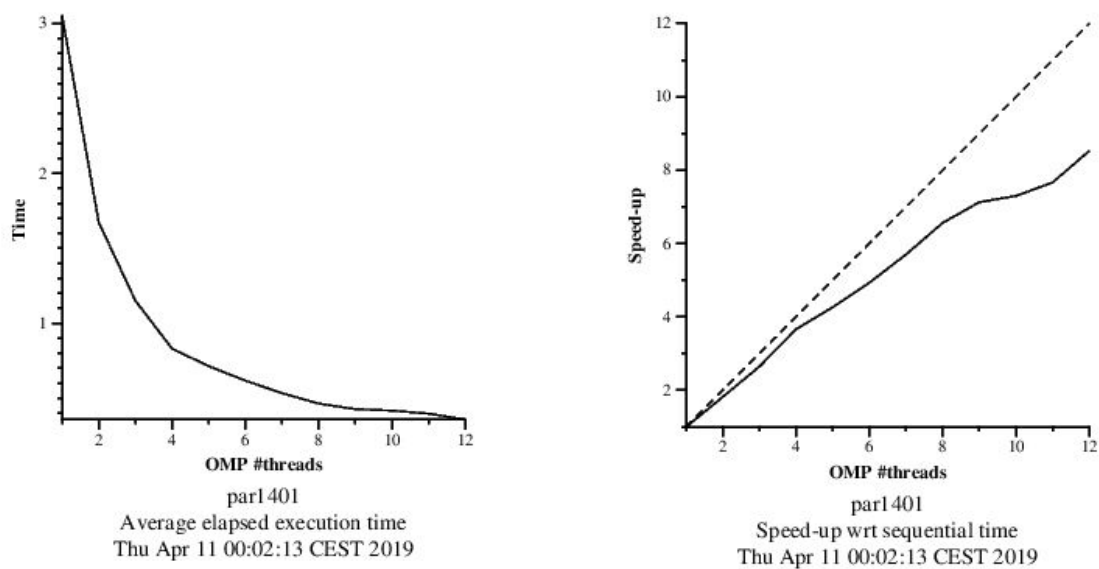 3
2
1
Time
2
4
6
8
10
12
OMP #threads
par1401
Average elapsed execution time
Thu Apr 11 00:02:13 CEST 2019
12
10
8
6
4
2
Speed-up
2
4
6
8
10
12
OMP #threads
par1401
Speed-up wrt sequential time
Thu Apr 11 00:02:13 CEST 2019